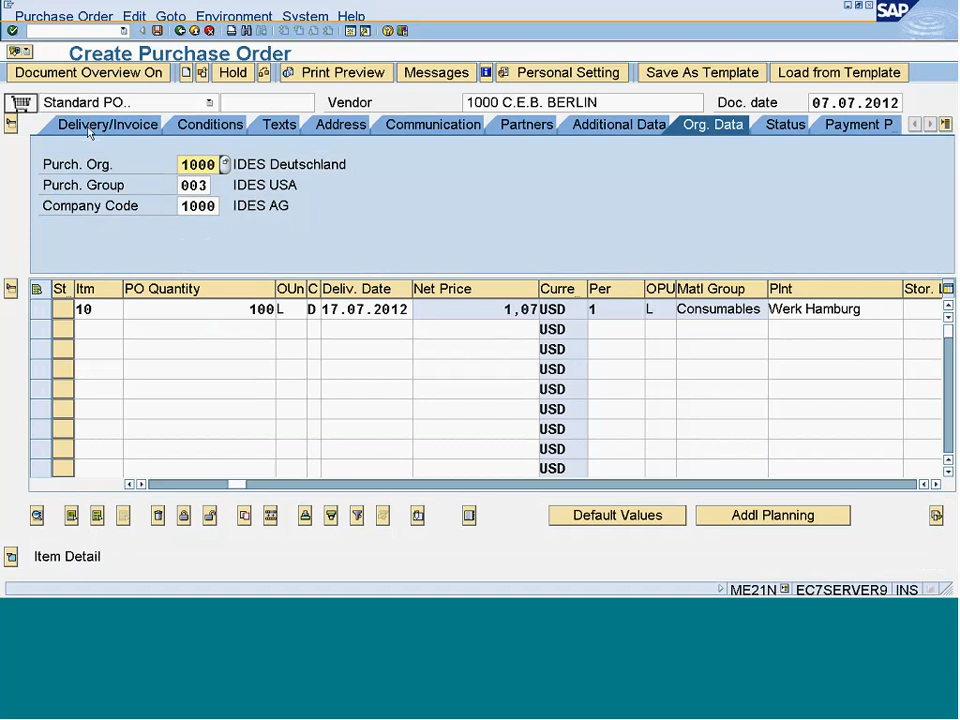 Purchase Order Edit Goto Environment System Help
SAP
Create Purchase Order
Document Overview On Hold Print Preview Messages Personal Setting Save As Template Load from Template
Standard PO.. Vendor 1000 C.E.B. BERLIN Doc. date 07.07.2012
Delivery/Invoice Conditions Texts Address Communication Partners Additional Data Org. Data Status Payment P..
Purch. Org. 1000 IDES Deutschland
Purch. Group 003 IDES USA
Company Code 1000 IDES AG
St.. Itm PO Quantity OUn C Deliv. Date Net Price Curre.. Per OPU Matl Group Plnt Stor. L
10 100 L D 17.07.2012 1,07 USD 1 L Consumables Werk Hamburg
USD
USD
USD
USD
USD
USD
USD
USD
Default Values Addl Planning
Item Detail
ME21N EC7SERVER9 INS